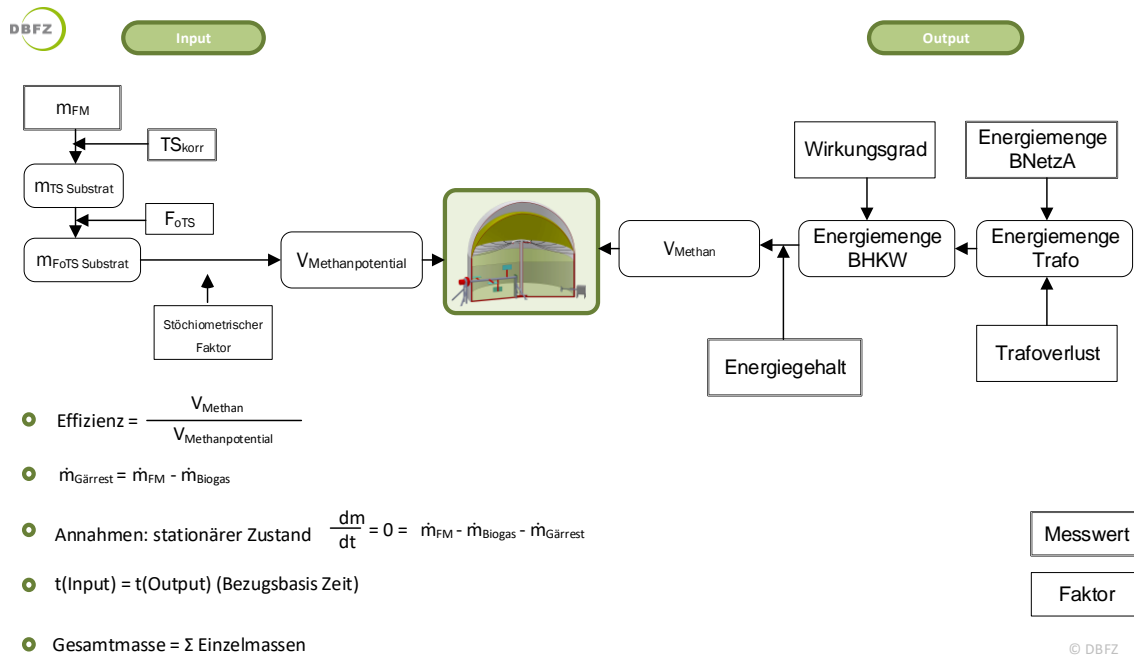 DBFZ
Input
Output
mFM
TSkorr
mTS Substrat
FoTS
mFoTS Substrat
Stöchiometrischer
Faktor
VMethanpotential
VMethan
Wirkungsgrad
Energiemenge
BHKW
Energiegehalt
Energiemenge
BNetzA
Energiemenge
Trafo
Trafoverlust
Effizienz = VMethan / VMethanpotential
ṁGärrest = ṁFM - ṁBiogas
Annahmen: stationärer Zustand dm/dt = 0 = ṁFM - ṁBiogas - ṁGärrest
t(Input) = t(Output) (Bezugsbasis Zeit)
Gesamtmasse = Σ Einzelmassen
Messwert
Faktor
© DBFZ